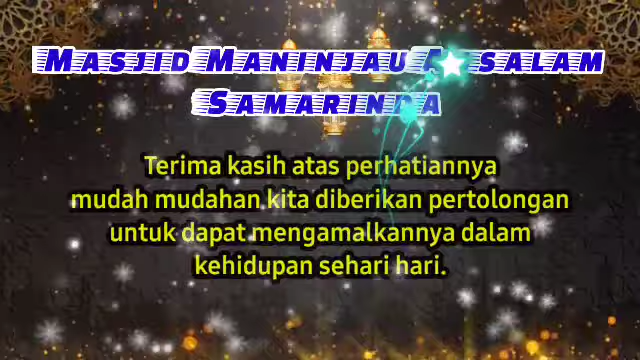 Masjid Maninjau salam
Samarinda
Terima kasih atas perhatiannya
mudah mudahan kita diberikan pertolongan
untuk dapat mengamalkannya dalam
kehidupan sehari hari.